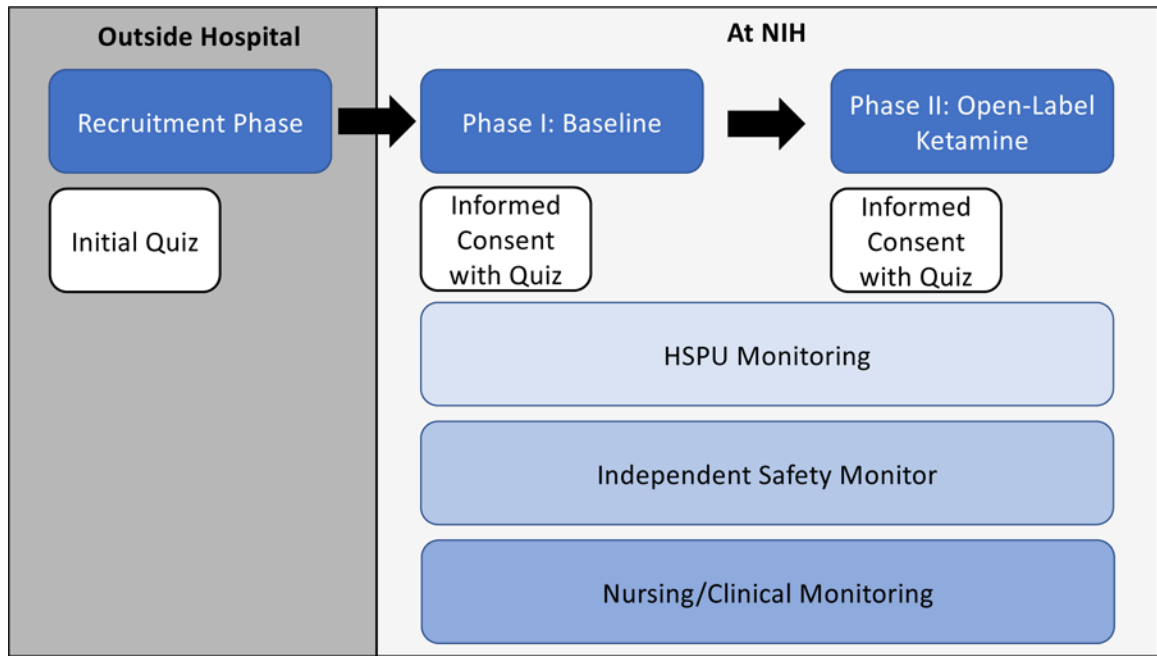 Outside Hospital
At NIH
Recruitment Phase
Phase I: Baseline
Phase II: Open-Label
Ketamine
Initial Quiz
Informed
Consent
with Quiz
Informed
Consent
with Quiz
HSPU Monitoring
Independent Safety Monitor
Nursing/Clinical Monitoring